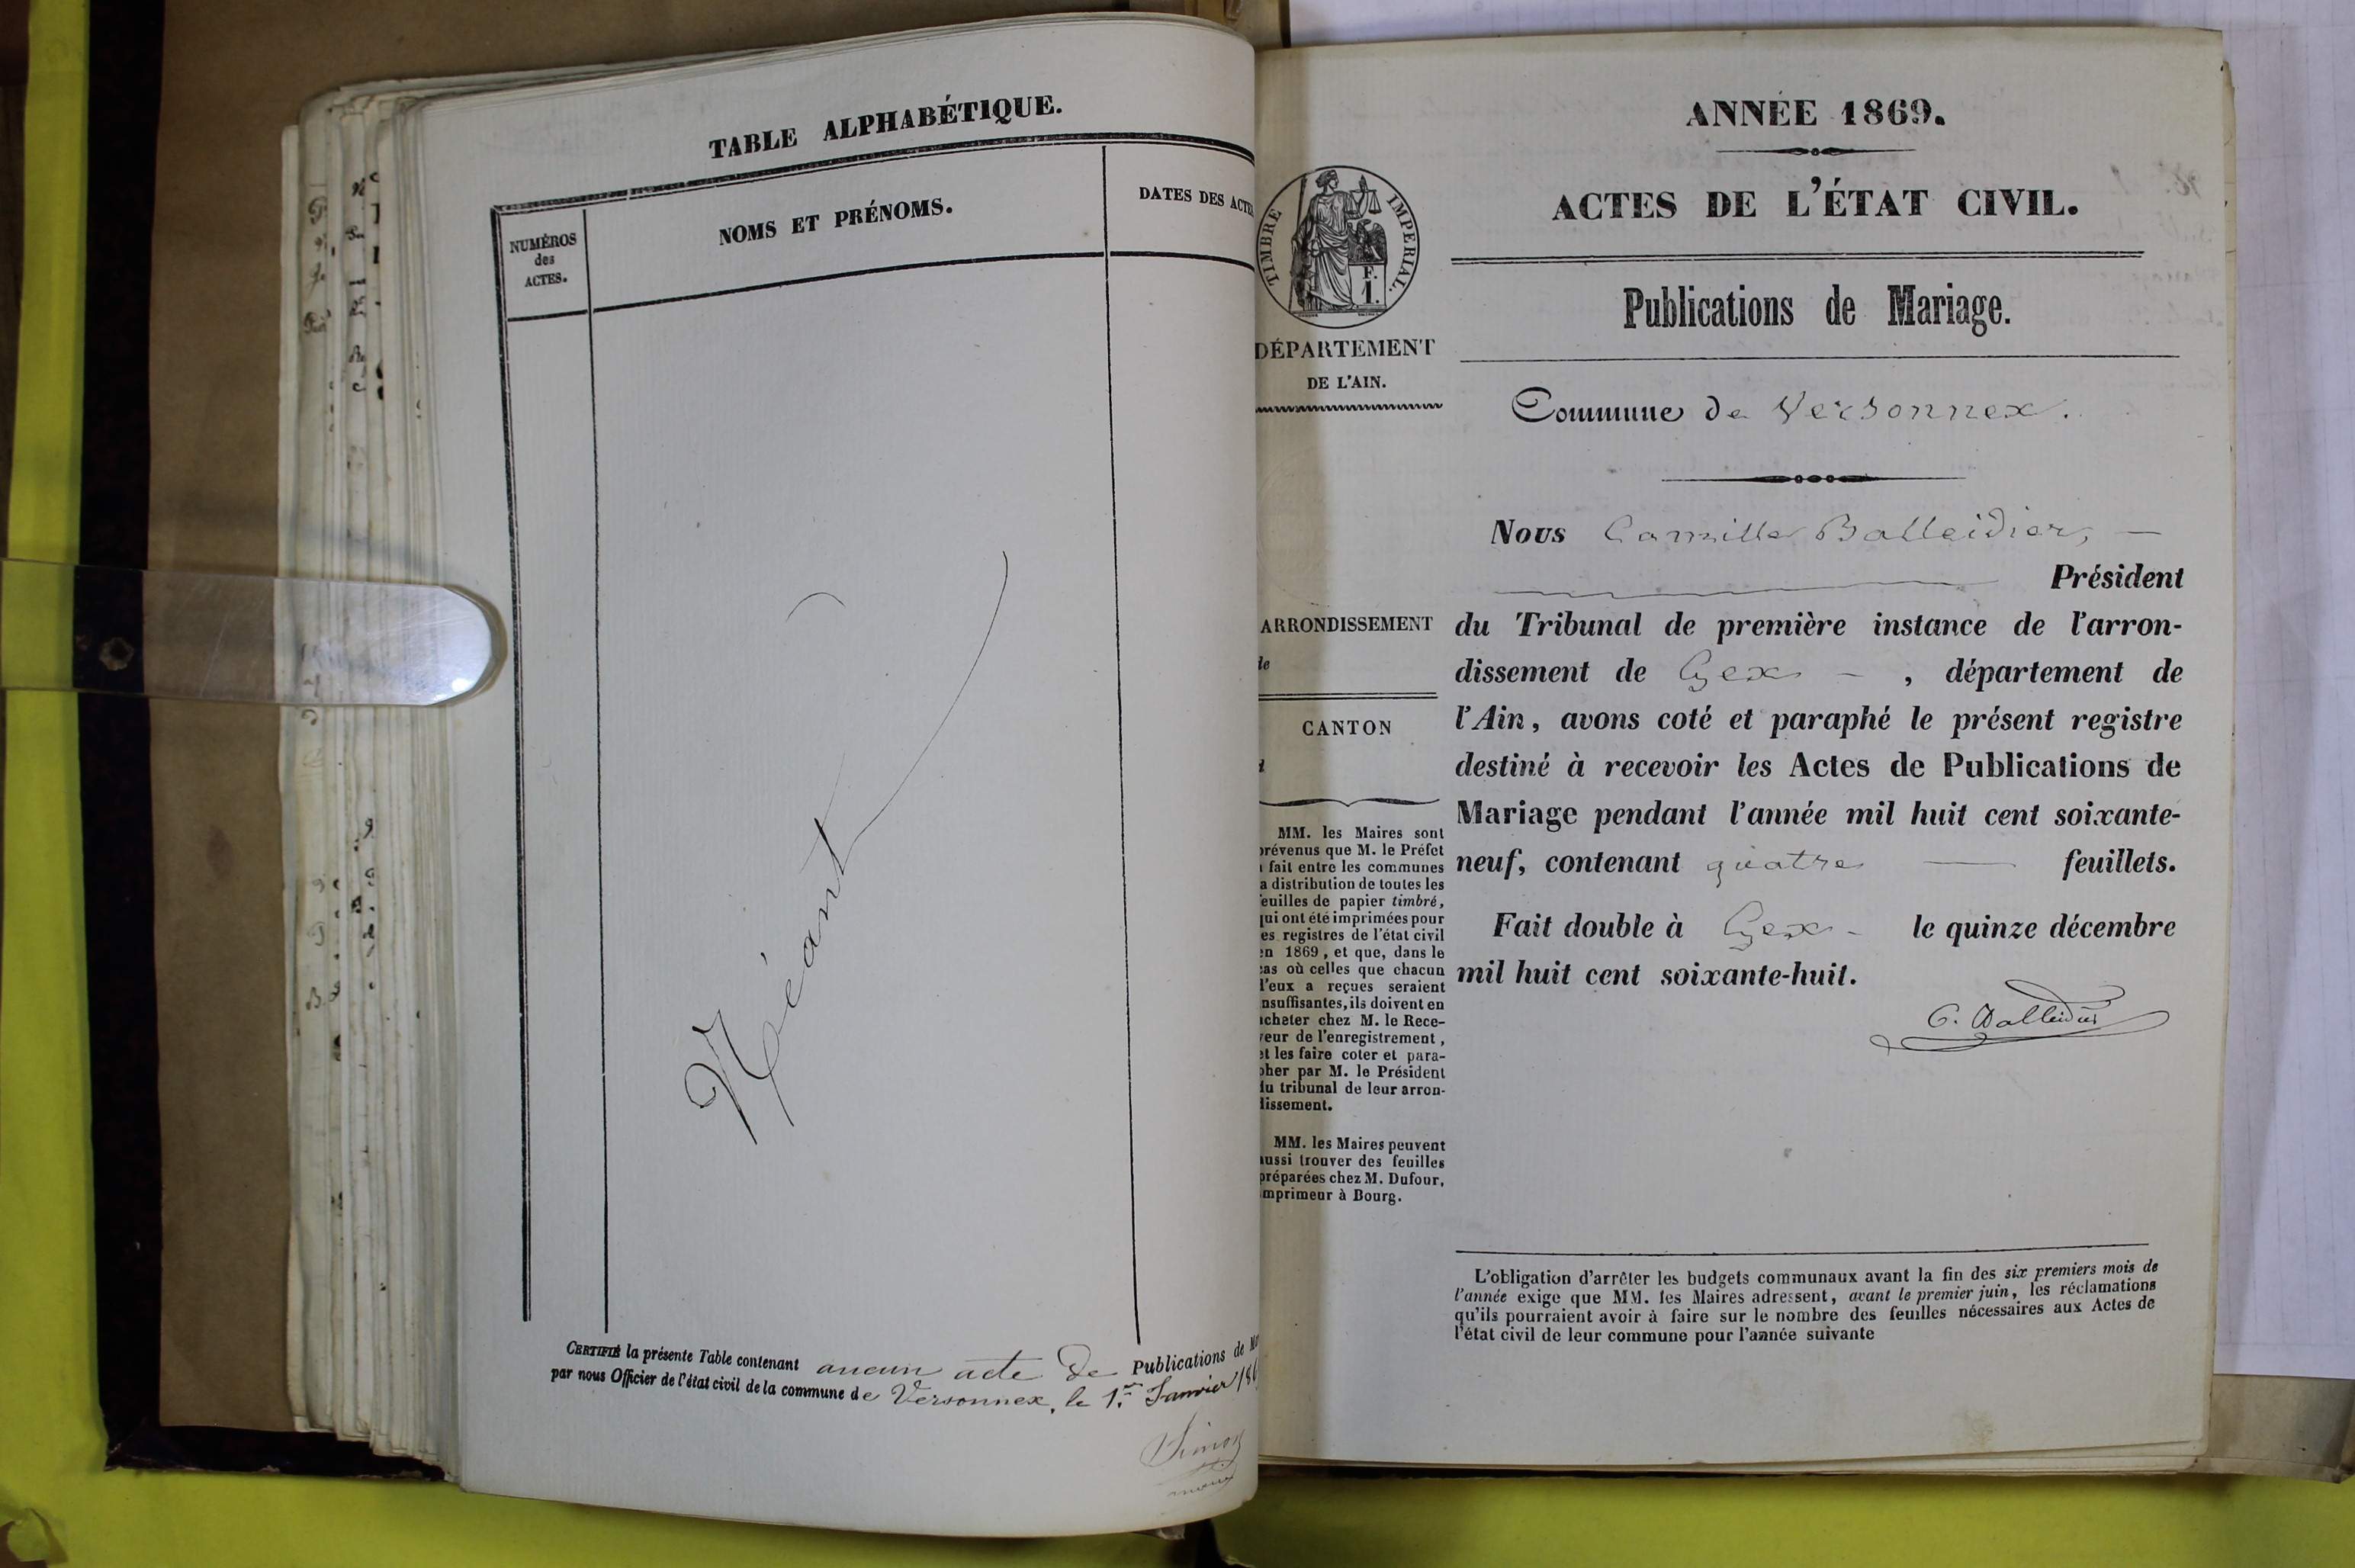 TABLE ALPHABÉTIQUE.
NUMÉROS
des
ACTES.
NOMS ET PRÉNOMS.
DATES DES ACTES
Néant
CERTIFIÉ la présente Table contenant aucun acte de Publications de
par nous Officier de l'état civil de la commune de Versonnex, le 1er Janvier 186
Simon
maire
ANNÉE 1869.
ACTES DE L'ÉTAT CIVIL.
TIMBRE IMPERIAL.
F.
1.
DÉPARTEMENT
DE L'AIN.
Publications de Mariage.
Commune de Versonnex.
Nous Camille Balleidier,
Président
du Tribunal de première instance de l'arron-
dissement de Gex - , département de
l'Ain, avons coté et paraphé le présent registre
destiné à recevoir les Actes de Publications de
Mariage pendant l'année mil huit cent soixante-
neuf, contenant quatre — feuillets.
Fait double à Gex - le quinze décembre
mil huit cent soixante-huit.
C. Balleidier
ARRONDISSEMENT
de
CANTON
MM. les Maires sont
prévenus que M. le Préfet
a fait entre les communes
la distribution de toutes les
feuilles de papier timbré,
qui ont été imprimées pour
les registres de l'état civil
en 1869, et que, dans le
cas où celles que chacun
d'eux a reçues seraient
insuffisantes, ils doivent en
acheter chez M. le Rece-
veur de l'enregistrement,
et les faire coter et para-
pher par M. le Président
du tribunal de leur arron-
dissement.
MM. les Maires peuvent
aussi trouver des feuilles
préparées chez M. Dufour,
imprimeur à Bourg.
L'obligation d'arrêter les budgets communaux avant la fin des six premiers mois de
l'année exige que MM. les Maires adressent, avant le premier juin, les réclamations
qu'ils pourraient avoir à faire sur le nombre des feuilles nécessaires aux Actes de
l'état civil de leur commune pour l'année suivante